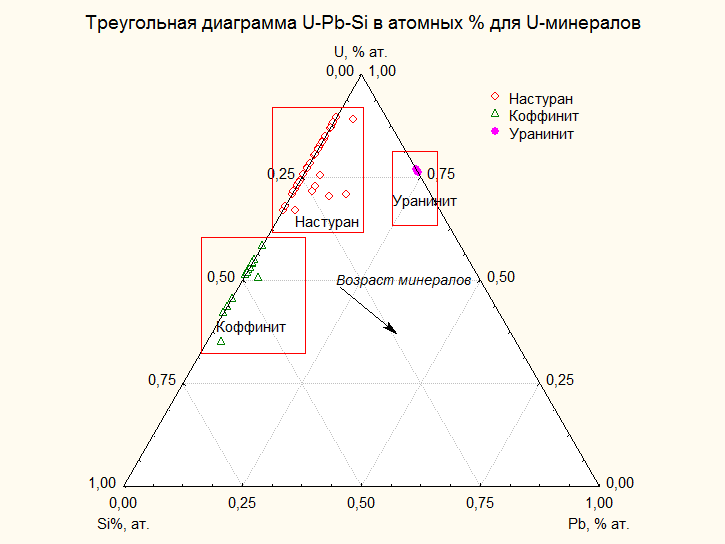 Треугольная диаграмма U-Pb-Si в атомных % для U-минералов
U, % ат.
0,00 1,00
Настуран
Коффинит
Уранинит
0,25 0,75
Уранинит
Настуран
0,50 Возраст минералов 0,50
Коффинит
0,75 0,25
1,00 0,00
0,00 0,25 0,50 0,75 1,00
Si%, ат. Pb, % ат.